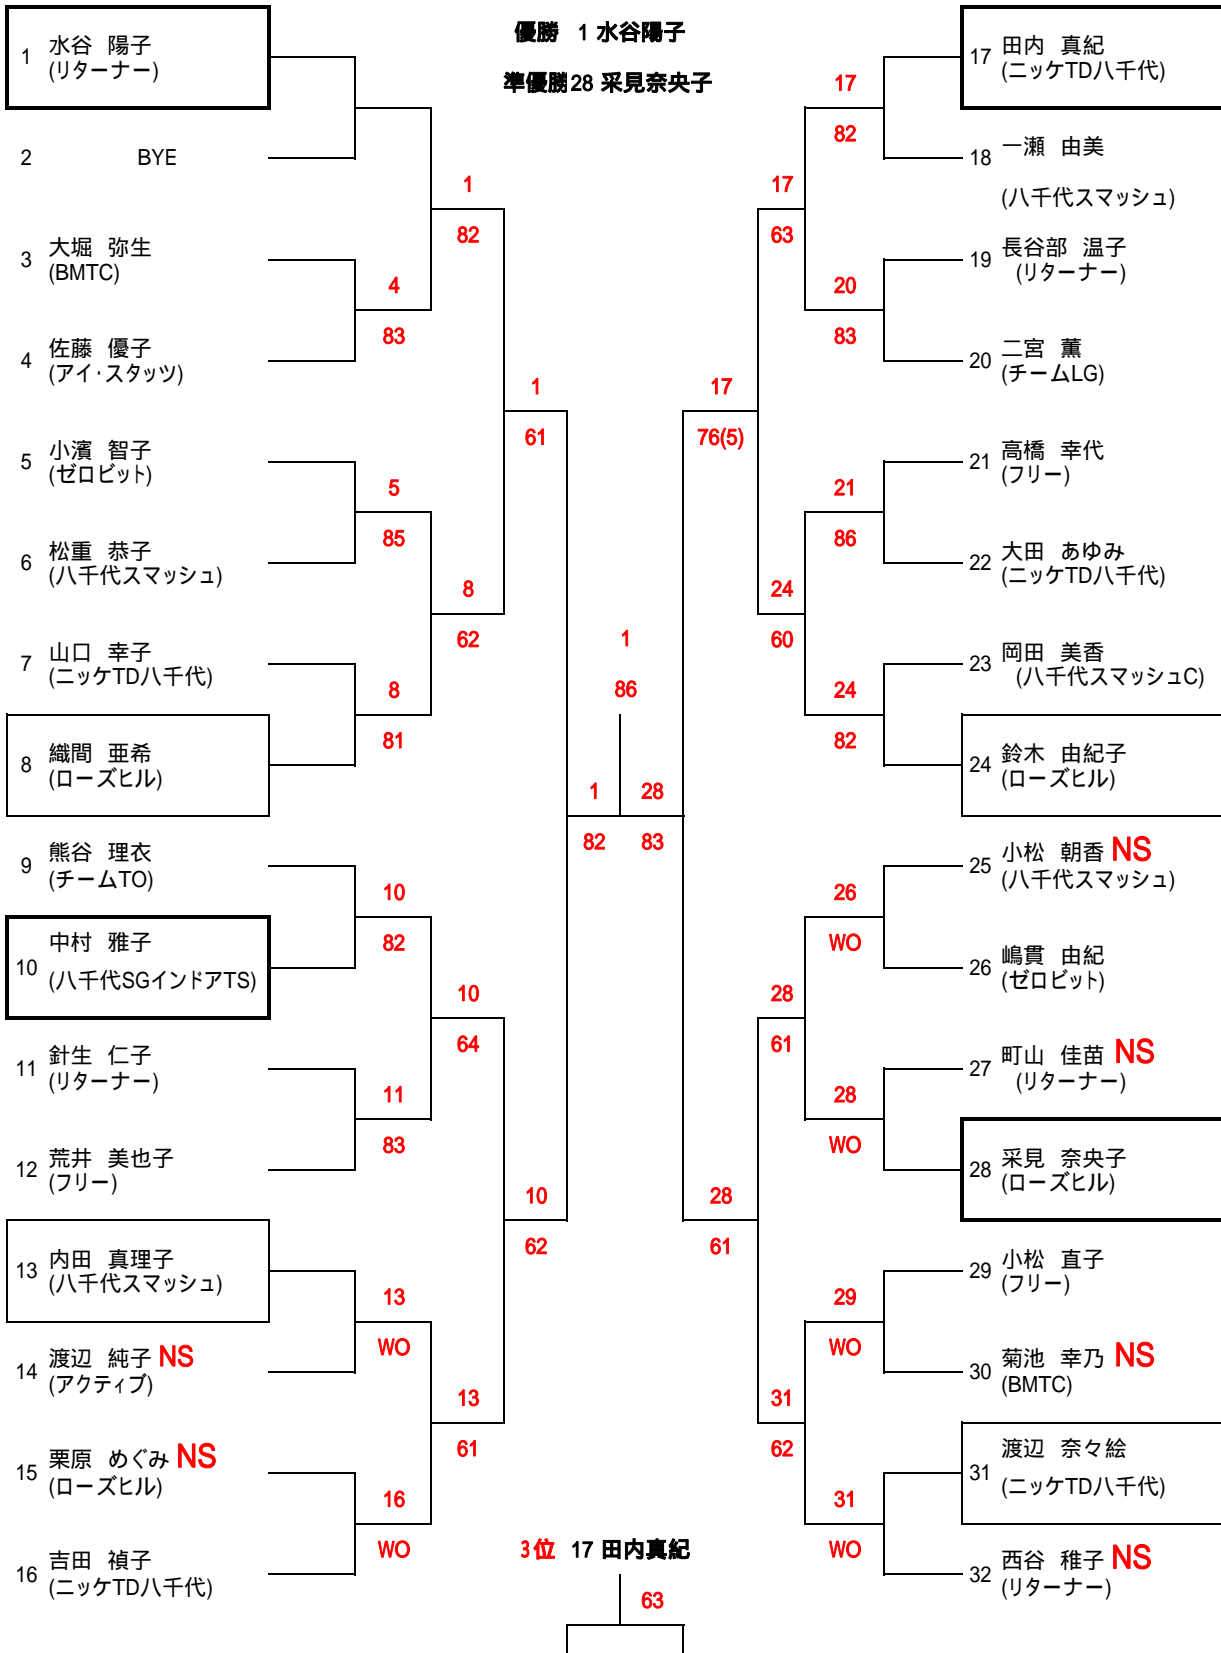 優勝 1 水谷陽子
準優勝28 采見奈央子
1 水谷 陽子
(リターナー)
2 BYE
3 大堀 弥生
(BMTC)
4 佐藤 優子
(アイ・スタッツ)
5 小濱 智子
(ゼロビット)
6 松重 恭子
(八千代スマッシュ)
7 山口 幸子
(ニッケTD八千代)
8 織間 亜希
(ローズヒル)
9 熊谷 理衣
(チームTO)
10 中村 雅子
(八千代SGインドアTS)
11 針生 仁子
(リターナー)
12 荒井 美也子
(フリー)
13 内田 真理子
(八千代スマッシュ)
14 渡辺 純子 NS
(アクティブ)
15 栗原 めぐみ NS
(ローズヒル)
16 吉田 禎子
(ニッケTD八千代)
4
83
5
85
8
81
10
82
11
83
13
WO
16
WO
1
82
8
62
10
64
13
61
1
61
10
62
1
82
1
86
28
83
17
76(5)
28
61
17
63
24
60
28
61
31
62
17
82
20
83
21
86
24
82
26
WO
28
WO
29
WO
31
WO
17 田内 真紀
(ニッケTD八千代)
18 一瀬 由美
(八千代スマッシュ)
19 長谷部 温子
(リターナー)
20 二宮 薫
(チームLG)
21 高橋 幸代
(フリー)
22 大田 あゆみ
(ニッケTD八千代)
23 岡田 美香
(八千代スマッシュC)
24 鈴木 由紀子
(ローズヒル)
25 小松 朝香 NS
(八千代スマッシュ)
26 嶋貫 由紀
(ゼロビット)
27 町山 佳苗 NS
(リターナー)
28 采見 奈央子
(ローズヒル)
29 小松 直子
(フリー)
30 菊池 幸乃 NS
(BMTC)
31 渡辺 奈々絵
(ニッケTD八千代)
32 西谷 稚子 NS
(リターナー)
3位 17 田内真紀
63